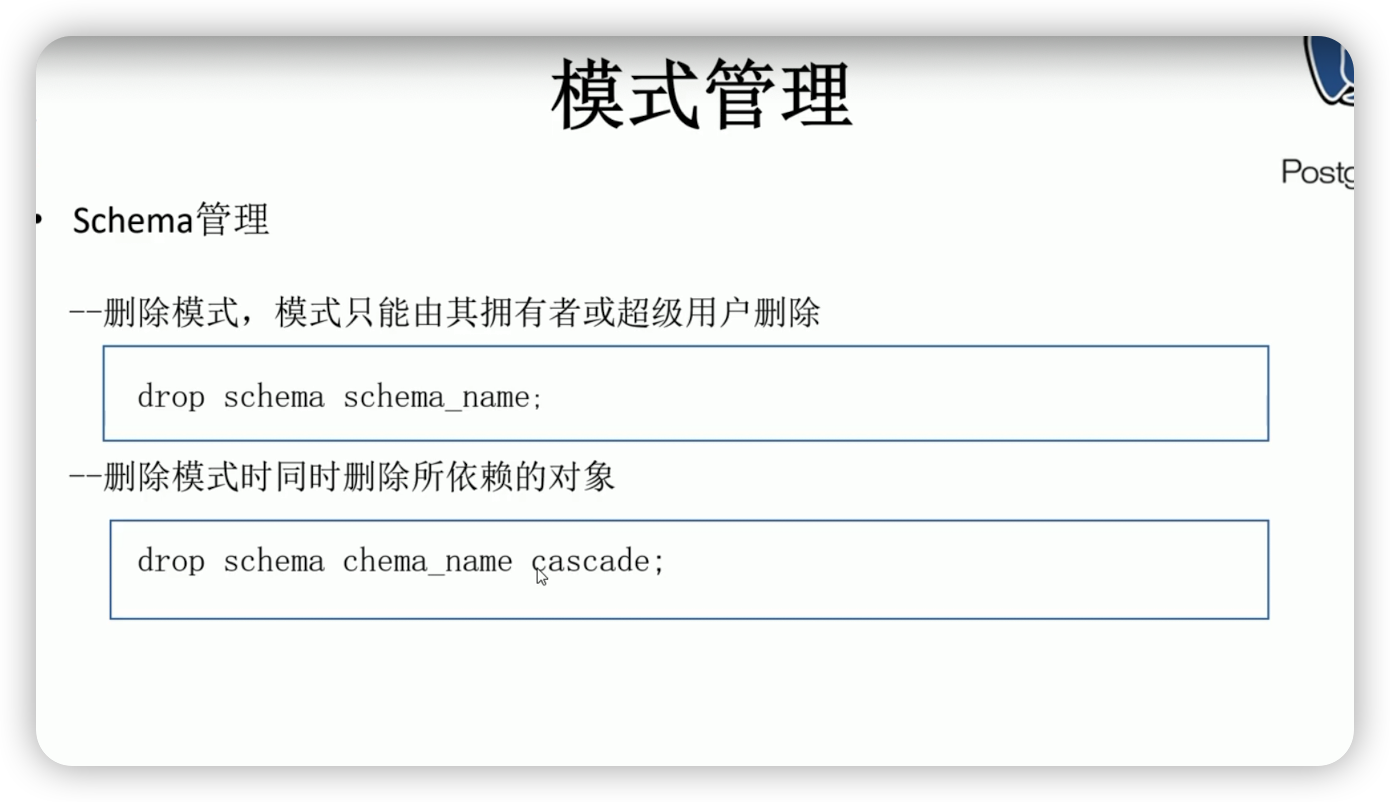 模式管理
Postg
• Schema管理
--删除模式，模式只能由其拥有者或超级用户删除
drop schema schema_name;
--删除模式时同时删除所依赖的对象
drop schema chema_name cascade;